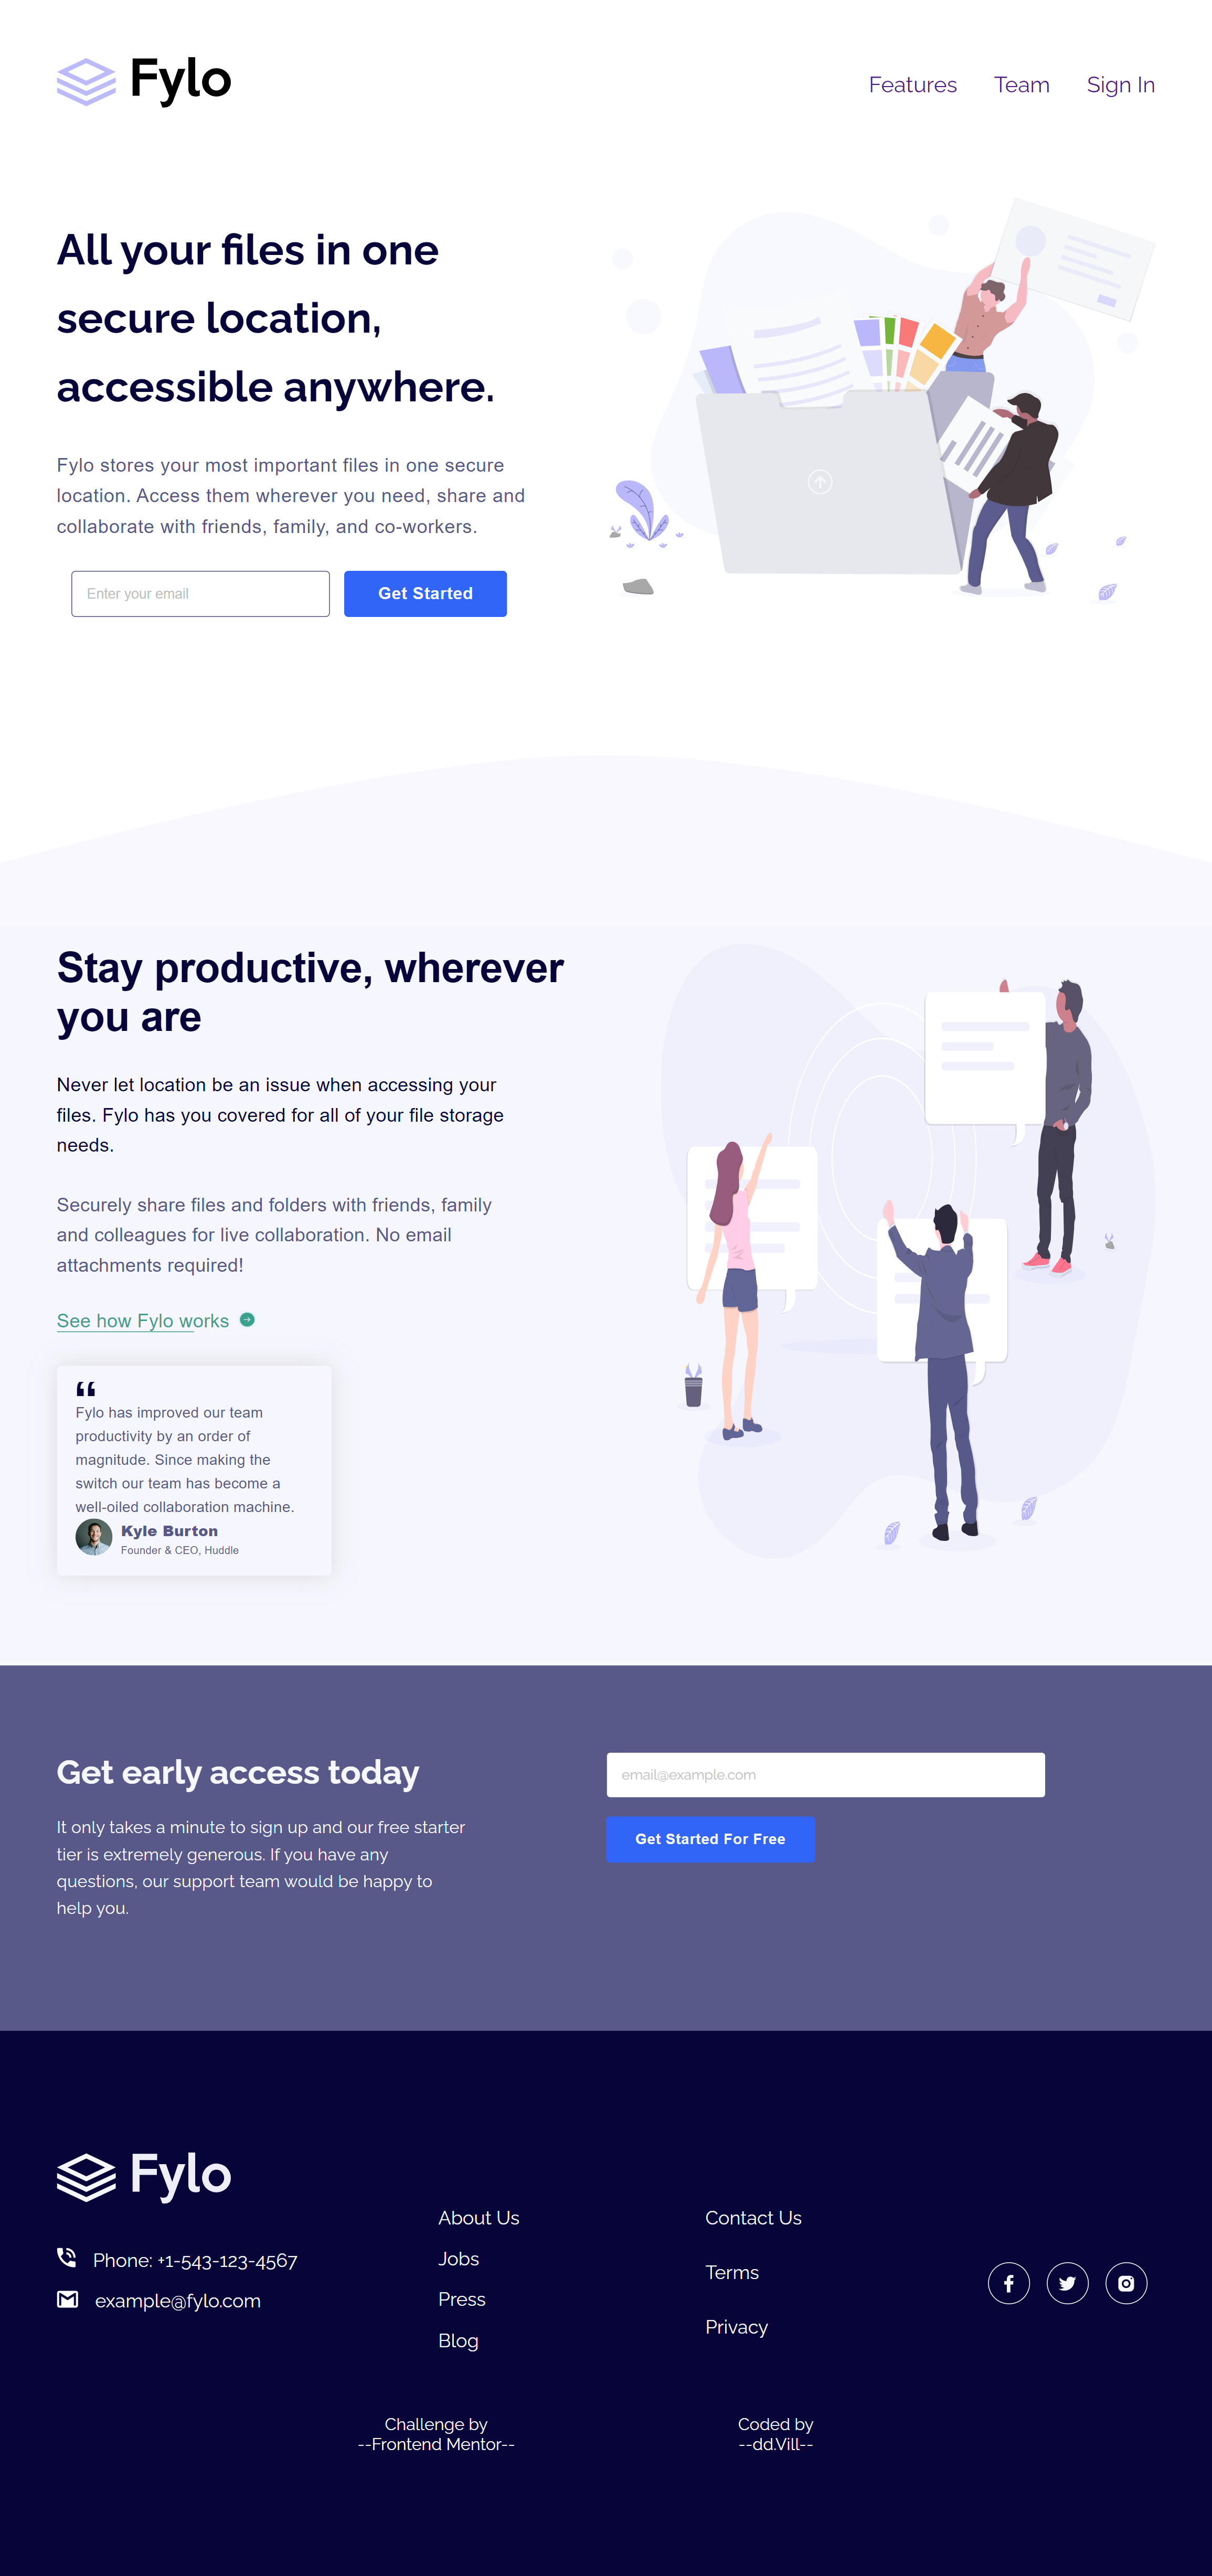 Fylo
Features Team Sign In
All your files in one
secure location,
accessible anywhere.
Fylo stores your most important files in one secure
location. Access them wherever you need, share and
collaborate with friends, family, and co-workers.
Enter your email
Get Started
Stay productive, wherever
you are
Never let location be an issue when accessing your
files. Fylo has you covered for all of your file storage
needs.
Securely share files and folders with friends, family
and colleagues for live collaboration. No email
attachments required!
See how Fylo works
“
Fylo has improved our team
productivity by an order of
magnitude. Since making the
switch our team has become a
well-oiled collaboration machine.
Kyle Burton
Founder & CEO, Huddle
Get early access today
It only takes a minute to sign up and our free starter
tier is extremely generous. If you have any
questions, our support team would be happy to
help you.
email@example.com
Get Started For Free
Fylo
Phone: +1-543-123-4567
example@fylo.com
About Us
Jobs
Press
Blog
Contact Us
Terms
Privacy
Challenge by
--Frontend Mentor--
Coded by
--dd.Vill--